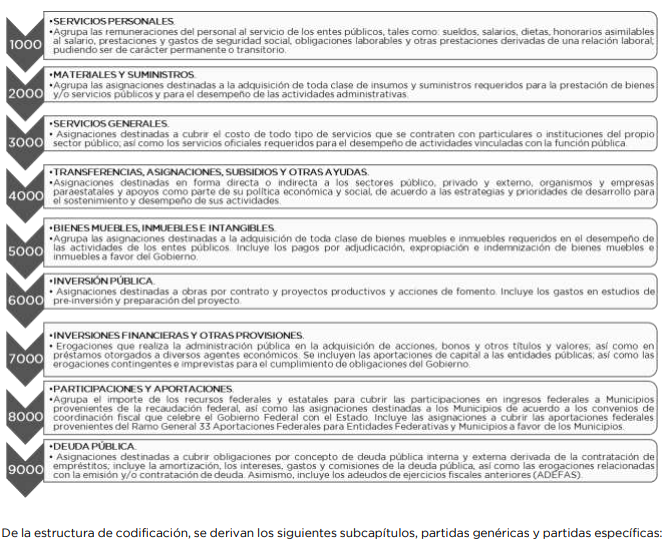 •SERVICIOS PERSONALES.
•Agrupa las remuneraciones del personal al servicio de los entes públicos, tales como: sueldos, salarios, dietas, honorarios asimilables
al salario, prestaciones y gastos de seguridad social, obligaciones laborales y otras prestaciones derivadas de una relación laboral;
pudiendo ser de carácter permanente o transitorio.
1000
•MATERIALES Y SUMINISTROS.
•Agrupa las asignaciones destinadas a la adquisición de toda clase de insumos y suministros requeridos para la prestación de bienes
y/o servicios públicos y para el desempeño de las actividades administrativas.
2000
•SERVICIOS GENERALES.
• Asignaciones destinadas a cubrir el costo de todo tipo de servicios que se contraten con particulares o instituciones del propio
sector público; así como los servicios oficiales requeridos para el desempeño de actividades vinculadas con la función pública.
3000
•TRANSFERENCIAS, ASIGNACIONES, SUBSIDIOS Y OTRAS AYUDAS.
•Asignaciones destinadas en forma directa o indirecta a los sectores público, privado y externo, organismos y empresas
paraestatales y apoyos como parte de su política económica y social, de acuerdo a las estrategias y prioridades de desarrollo para
el sostenimiento y desempeño de sus actividades.
4000
•BIENES MUEBLES, INMUEBLES E INTANGIBLES.
•Agrupa las asignaciones destinadas a la adquisición de toda clase de bienes muebles e inmuebles requeridos en el desempeño de
las actividades de los entes públicos. Incluye los pagos por adjudicación, expropiación e indemnización de bienes muebles e
inmuebles a favor del Gobierno.
5000
•INVERSIÓN PÚBLICA.
• Asignaciones destinadas a obras por contrato y proyectos productivos y acciones de fomento. Incluye los gastos en estudios de
pre-inversión y preparación del proyecto.
6000
•INVERSIONES FINANCIERAS Y OTRAS PROVISIONES.
• Erogaciones que realiza la administración pública en la adquisición de acciones, bonos y otros títulos y valores; así como en
préstamos otorgados a diversos agentes económicos. Se incluyen las aportaciones de capital a las entidades públicas; así como las
erogaciones contingentes e imprevistas para el cumplimiento de obligaciones del Gobierno.
7000
•PARTICIPACIONES Y APORTACIONES.
•Agrupa el importe de los recursos federales y estatales para cubrir las participaciones en ingresos federales a Municipios
provenientes de la recaudación federal, así como las asignaciones destinadas a los Municipios de acuerdo a los convenios de
coordinación fiscal que celebre el Gobierno Federal con el Estado. Incluye las asignaciones a cubrir las aportaciones federales
provenientes del Ramo General 33 Aportaciones Federales para Entidades Federativas y Municipios a favor de los Municipios.
8000
•DEUDA PÚBLICA.
• Asignaciones destinadas a cubrir obligaciones por concepto de deuda pública interna y externa derivada de la contratación de
empréstitos; incluye la amortización, los intereses, gastos y comisiones de la deuda pública, así como las erogaciones relacionadas
con la emisión y/o contratación de deuda. Asimismo, incluye los adeudos de ejercicios fiscales anteriores (ADEFAS).
9000
De la estructura de codificación, se derivan los siguientes subcapítulos, partidas genéricas y partidas específicas: